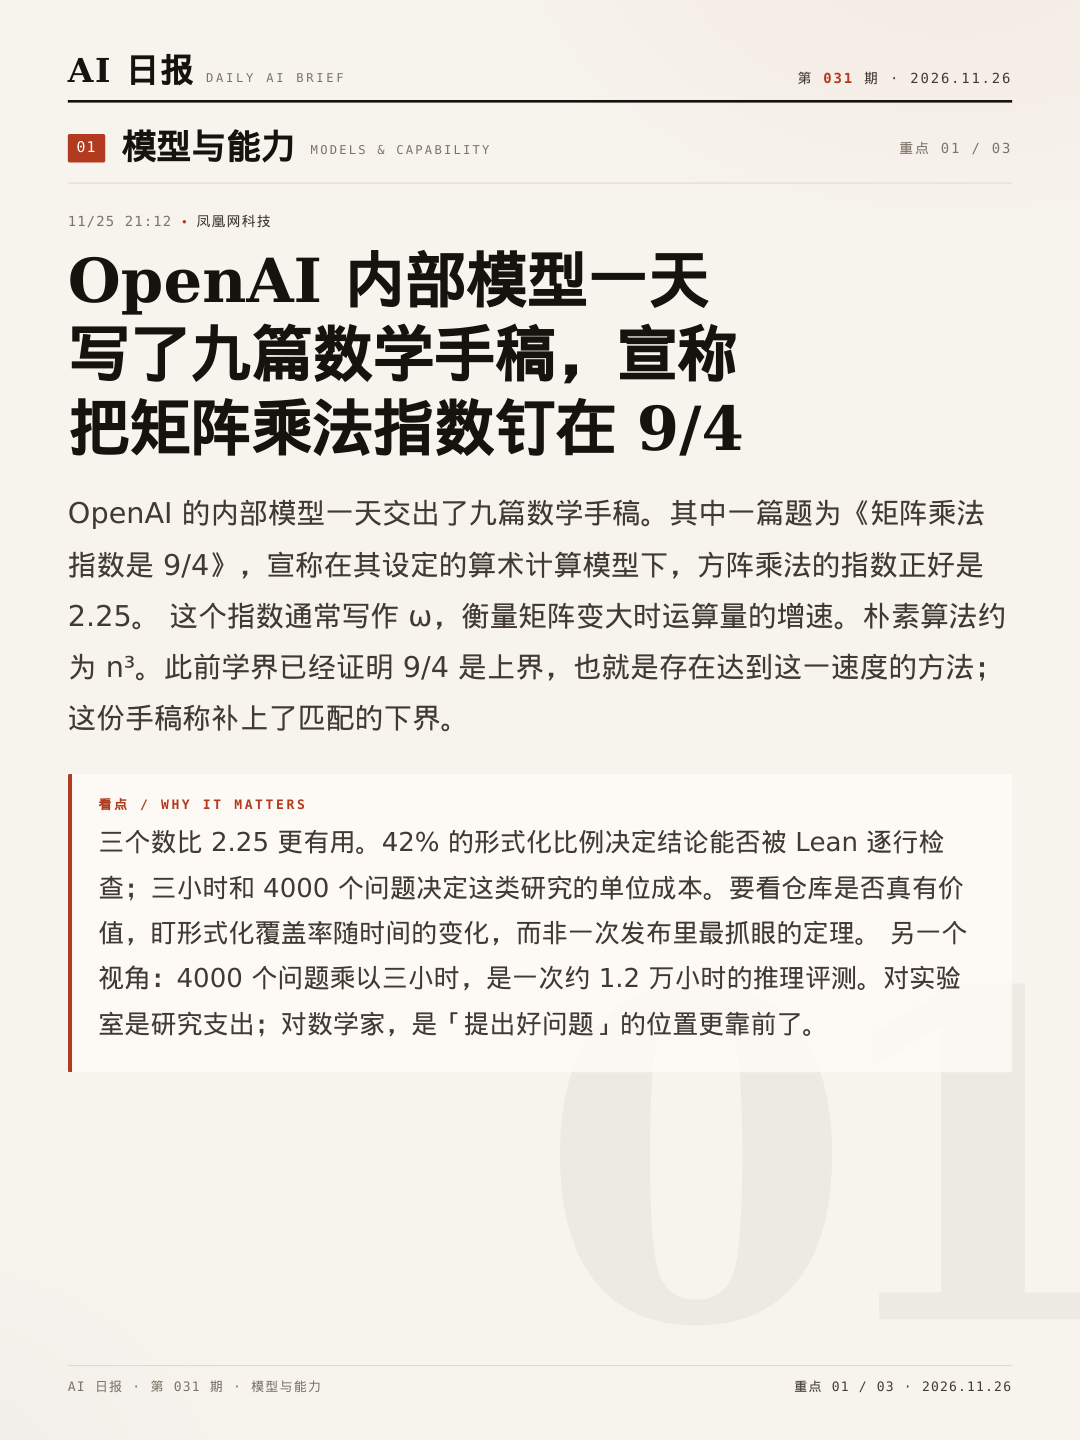 AI 日报 DAILY AI BRIEF
第 031 期 · 2026.11.26
01 模型与能力 MODELS & CAPABILITY
重点 01 / 03
11/25 21:12 • 凤凰网科技
OpenAI 内部模型一天
写了九篇数学手稿，宣称
把矩阵乘法指数钉在 9/4
OpenAI 的内部模型一天交出了九篇数学手稿。其中一篇题为《矩阵乘法
指数是 9/4》，宣称在其设定的算术计算模型下，方阵乘法的指数正好是
2.25。 这个指数通常写作 ω，衡量矩阵变大时运算量的增速。朴素算法约
为 n³。此前学界已经证明 9/4 是上界，也就是存在达到这一速度的方法；
这份手稿称补上了匹配的下界。
看点 / WHY IT MATTERS
三个数比 2.25 更有用。42% 的形式化比例决定结论能否被 Lean 逐行检
查；三小时和 4000 个问题决定这类研究的单位成本。要看仓库是否真有价
值，盯形式化覆盖率随时间的变化，而非一次发布里最抓眼的定理。 另一个
视角：4000 个问题乘以三小时，是一次约 1.2 万小时的推理评测。对实验
室是研究支出；对数学家，是「提出好问题」的位置更靠前了。
01
AI 日报 · 第 031 期 · 模型与能力
重点 01 / 03 · 2026.11.26